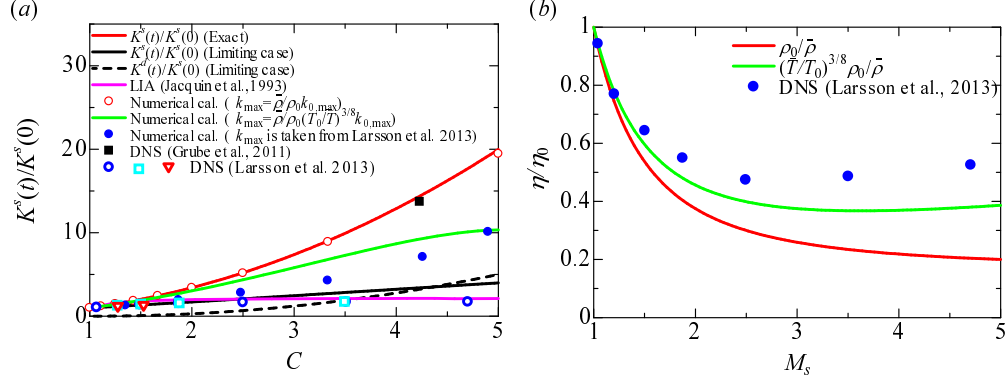 (a)
K^s(t)/K^s(0)
30
20
10
0
K^s(t)/K^s(0) (Exact)
K^s(t)/K^s(0) (Limiting case)
K^d(t)/K^s(0) (Limiting case)
LIA (Jacquin et al.,1993)
Numerical cal. ( k_max=ρ̄/ρ_0k_0,max)
Numerical cal. ( k_max=ρ̄/ρ_0(T_0/T̄)^3/8k_0,max)
Numerical cal. ( k_max is taken from Larsson et al. 2013)
DNS (Grube et al., 2011)
DNS (Larsson et al. 2013)
1 2 3 4 5
C
(b)
η/η_0
1
0.8
0.6
0.4
0.2
0
ρ_0/ρ̄
(T̄/T_0)^3/8 ρ_0/ρ̄
DNS (Larsson et al., 2013)
1 2 3 4 5
M_s